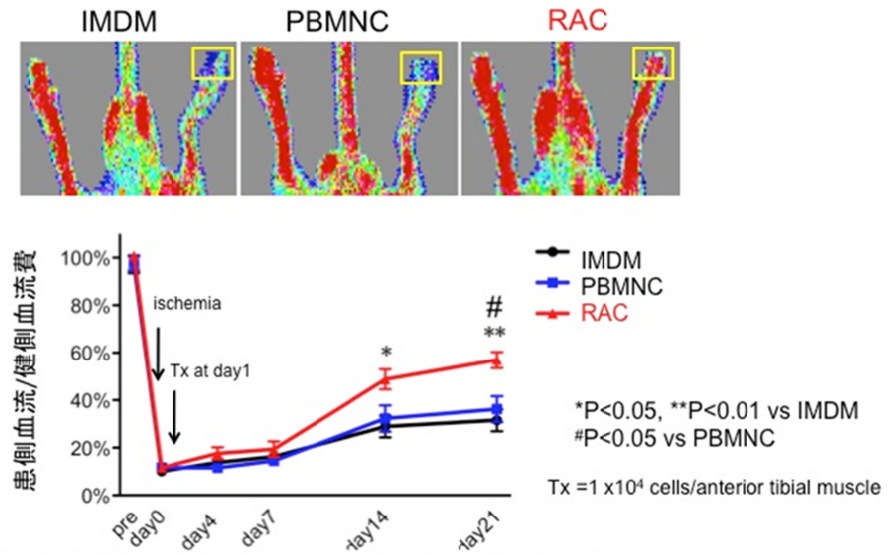 IMDM PBMNC RAC
患側血流/健側血流費
100%
80%
60%
40%
20%
0%
ischemia
Tx at day1
*
#
**
pre
day0
day4
day7
day14
day21
IMDM
PBMNC
RAC
*P<0.05, **P<0.01 vs IMDM
#P<0.05 vs PBMNC
Tx =1 x10⁴ cells/anterior tibial muscle